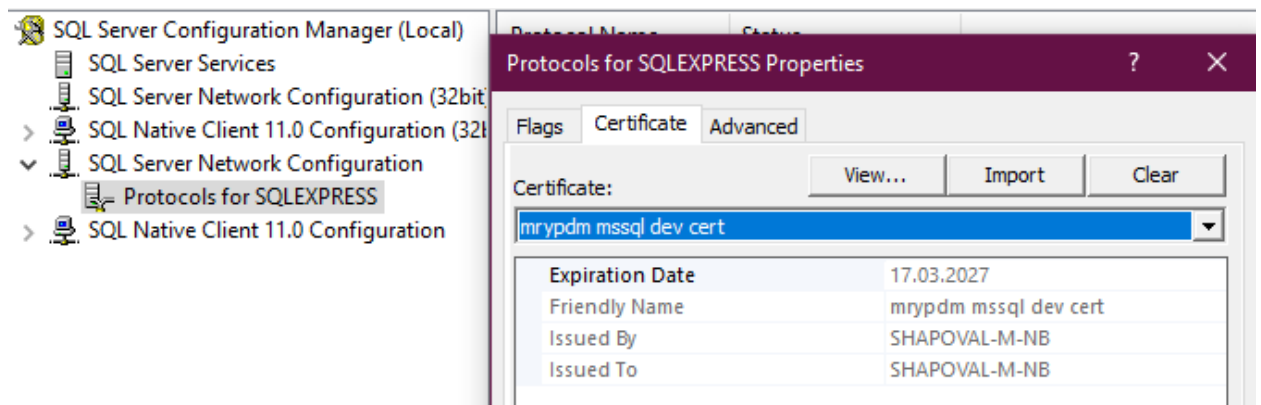 SQL Server Configuration Manager (Local)
SQL Server Services
SQL Server Network Configuration (32bit
SQL Native Client 11.0 Configuration (32
SQL Server Network Configuration
Protocols for SQLEXPRESS
SQL Native Client 11.0 Configuration
Protocol Name Status
Protocols for SQLEXPRESS Properties ? ×
Flags Certificate Advanced
View... Import Clear
Certificate:
mrypdm mssql dev cert
Expiration Date 17.03.2027
Friendly Name mrypdm mssql dev cert
Issued By SHAPOVAL-M-NB
Issued To SHAPOVAL-M-NB